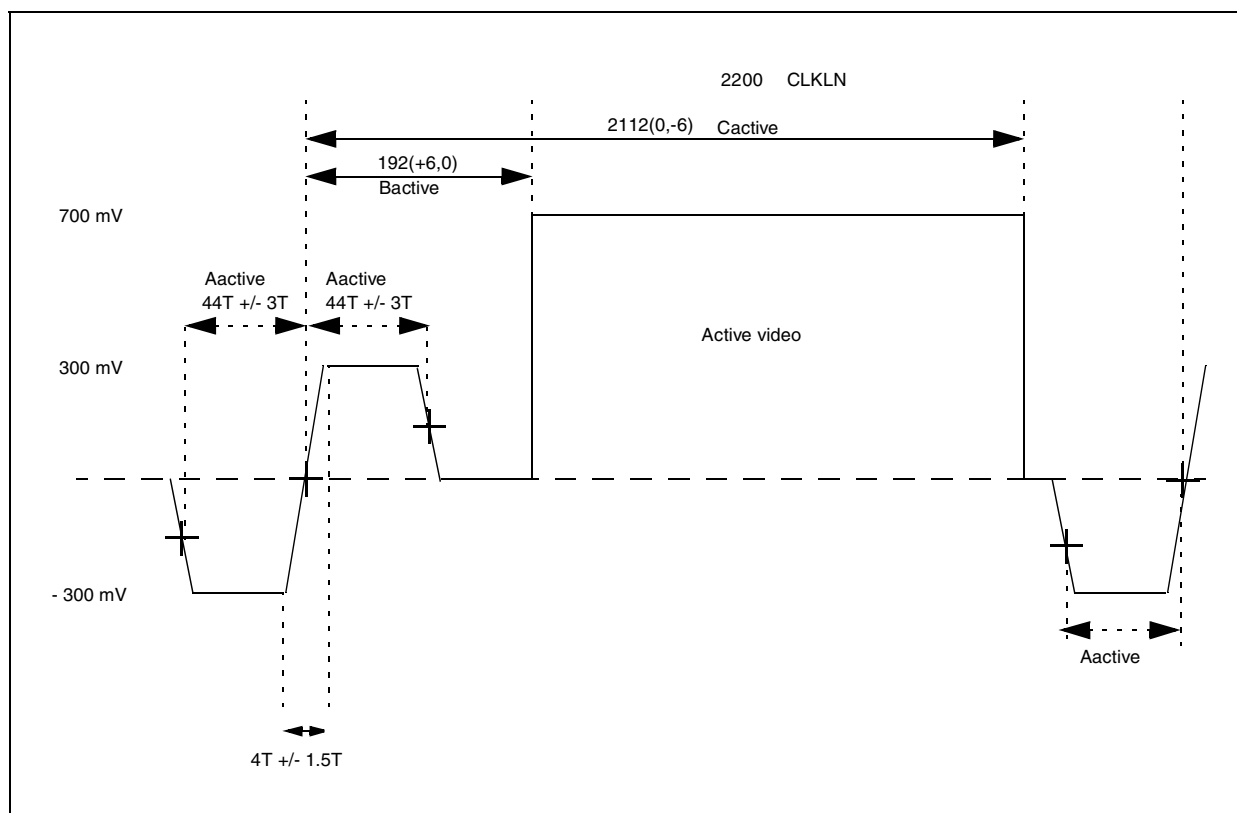 2200 CLKLN
2112(0,-6) Cactive
192(+6,0)
Bactive
700 mV
Aactive
44T +/- 3T
Aactive
44T +/- 3T
Active video
300 mV
- 300 mV
Aactive
4T +/- 1.5T